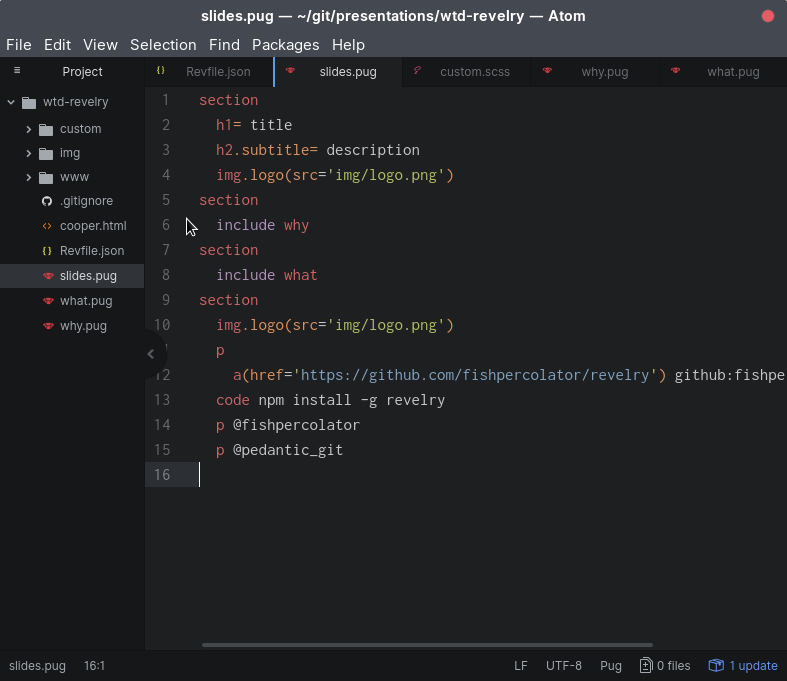 slides.pug — ~/git/presentations/wtd-revelry — Atom
File Edit View Selection Find Packages Help
Project
Revfile.json slides.pug custom.scss why.pug what.pug
wtd-revelry
custom
img
www
.gitignore
cooper.html
Revfile.json
slides.pug
what.pug
why.pug
1 section
2 h1= title
3 h2.subtitle= description
4 img.logo(src='img/logo.png')
5 section
6 include why
7 section
8 include what
9 section
10 img.logo(src='img/logo.png')
p
12 a(href='https://github.com/fishpercolator/revelry') github:fishpe
13 code npm install -g revelry
14 p @fishpercolator
15 p @pedantic_git
16
slides.pug 16:1 LF UTF-8 Pug 0 files 1 update